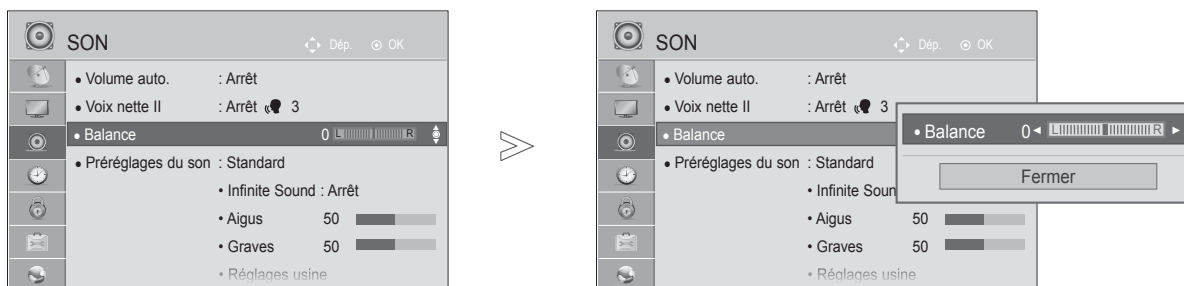 SON Dép. OK
• Volume auto. : Arrêt
• Voix nette II : Arrêt 3
• Balance 0 L R
• Préréglages du son : Standard
• Infinite Sound : Arrêt
• Aigus 50
• Graves 50
• Réglages usine
SON Dép. OK
• Volume auto. : Arrêt
• Voix nette II : Arrêt 3
• Balance
• Préréglages du son : Standard
• Infinite Soun
• Aigus 50
• Graves 50
• Réglages usine
• Balance 0 L R
Fermer